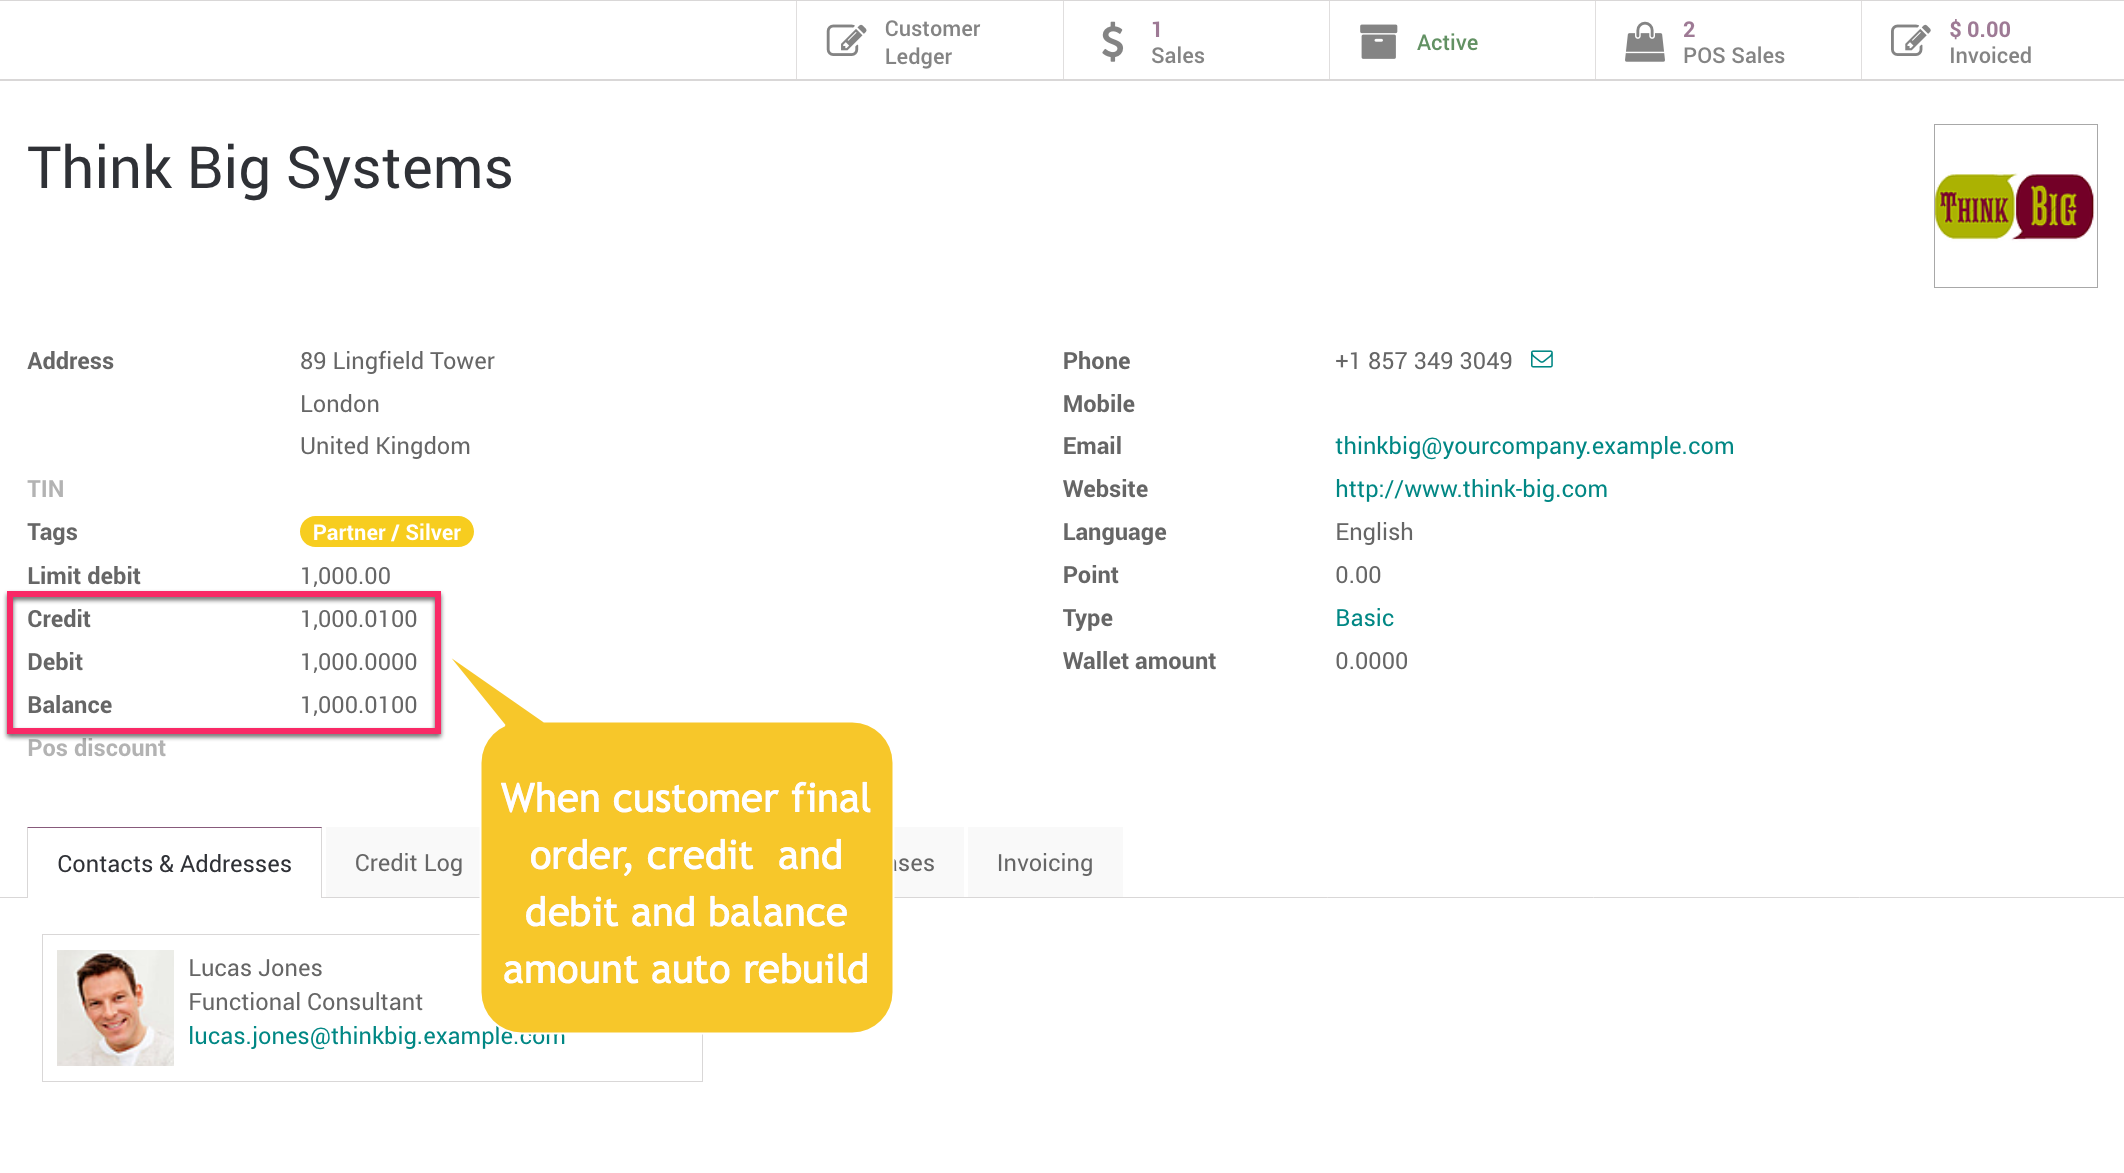 Customer
Ledger
1
Sales
Active
2
POS Sales
$ 0.00
Invoiced
Think Big Systems
THINK BIG
Address
89 Lingfield Tower
London
United Kingdom
TIN
Tags
Partner / Silver
Limit debit
1,000.00
Credit
1,000.0100
Debit
1,000.0000
Balance
1,000.0100
Pos discount
Phone
+1 857 349 3049
Mobile
Email
thinkbig@yourcompany.example.com
Website
http://www.think-big.com
Language
English
Point
0.00
Type
Basic
Wallet amount
0.0000
When customer final
order, credit and
debit and balance
amount auto rebuild
Contacts & Addresses
Credit Log
Invoicing
Lucas Jones
Functional Consultant
lucas.jones@thinkbig.example.com